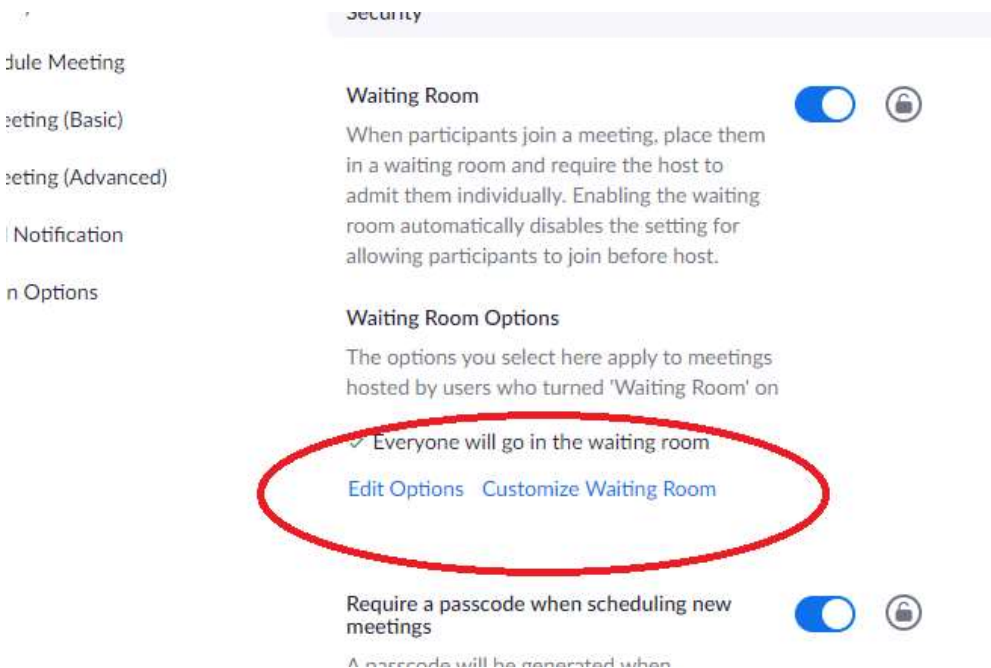 Security
dule Meeting
eeting (Basic)
eeting (Advanced)
l Notification
n Options
Waiting Room
When participants join a meeting, place them
in a waiting room and require the host to
admit them individually. Enabling the waiting
room automatically disables the setting for
allowing participants to join before host.
Waiting Room Options
The options you select here apply to meetings
hosted by users who turned 'Waiting Room' on
✓ Everyone will go in the waiting room
Edit Options Customize Waiting Room
Require a passcode when scheduling new
meetings
A passcode will be generated when